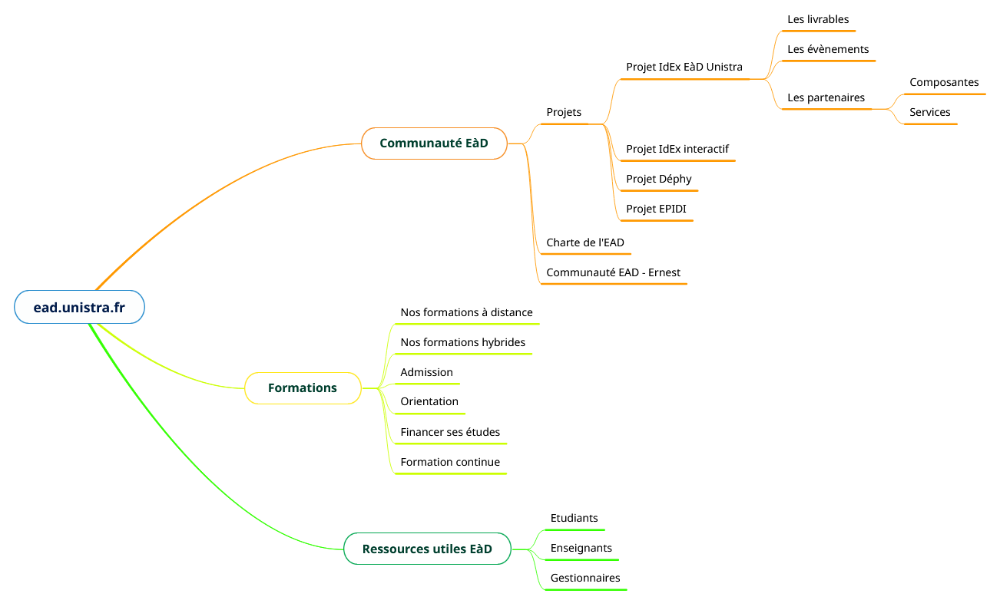 ead.unistra.fr
Communauté EàD
Projets
Projet IdEx EàD Unistra
Les livrables
Les évènements
Les partenaires
Composantes
Services
Projet IdEx interactif
Projet Déphy
Projet EPIDI
Charte de l'EAD
Communauté EAD - Ernest
Formations
Nos formations à distance
Nos formations hybrides
Admission
Orientation
Financer ses études
Formation continue
Ressources utiles EàD
Etudiants
Enseignants
Gestionnaires